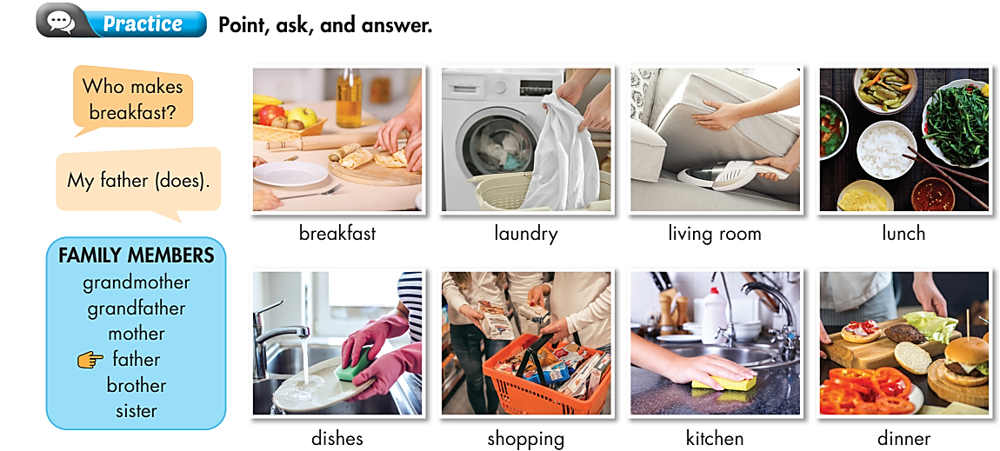 Practice
Point, ask, and answer.
Who makes
breakfast?
My father (does).
FAMILY MEMBERS
grandmother
grandfather
mother
father
brother
sister
breakfast
laundry
living room
lunch
dishes
shopping
kitchen
dinner